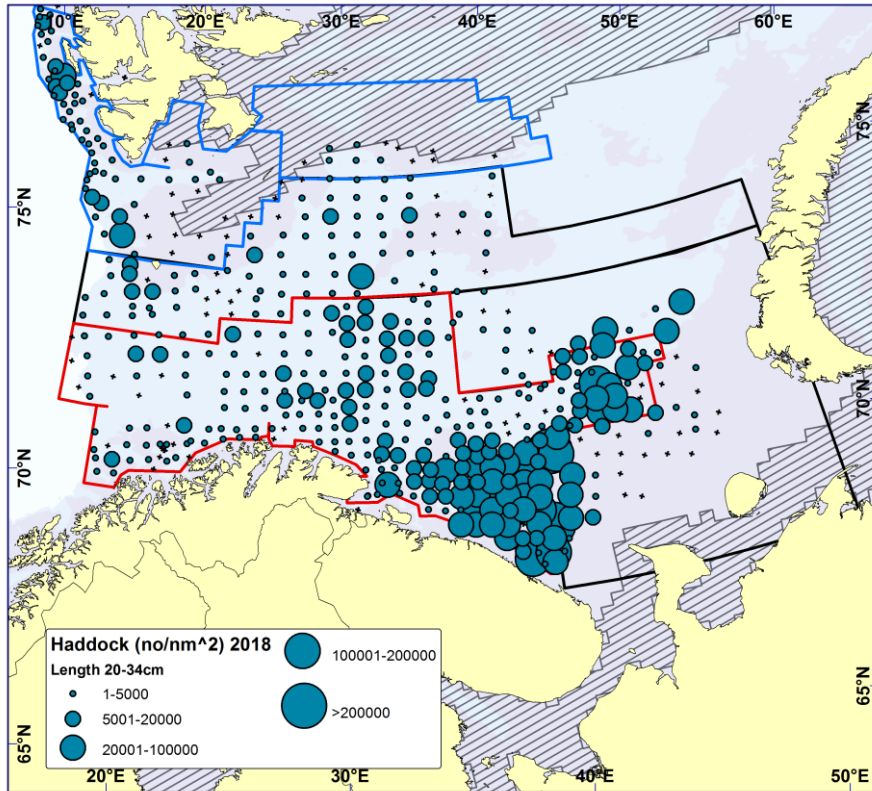 10°E 20°E 30°E 40°E 50°E 60°E
75°N
75°N
70°N
70°N
65°N
65°N
Haddock (no/nm^2) 2018
Length 20-34cm
1-5000
5001-20000
20001-100000
100001-200000
>200000
20°E 30°E 40°E 50°E